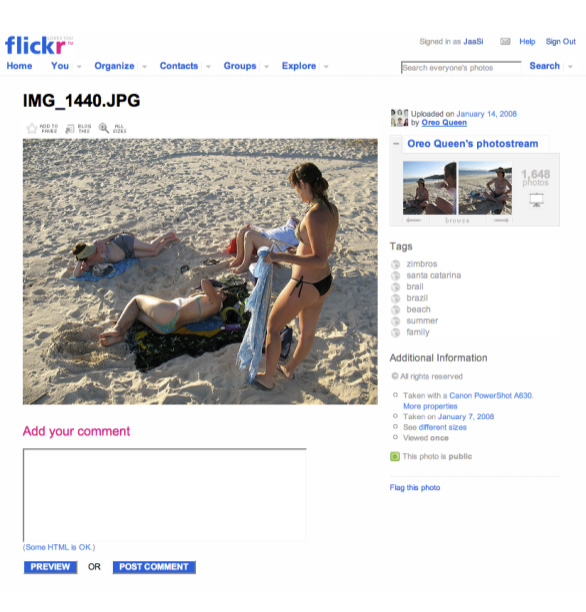 flickr
Signed in as JaaSi Help Sign Out
Home You Organize Contacts Groups Explore
Search everyone's photos Search
IMG_1440.JPG
ADD TO FAVES BLOG THIS ALL SIZES
Uploaded on January 14, 2008
by Oreo Queen
Oreo Queen's photostream
1,648
photos
browse
Tags
zimbros
santa catarina
brail
brazil
beach
summer
family
Additional Information
© All rights reserved
Taken with a Canon PowerShot A630.
More properties
Taken on January 7, 2008
See different sizes
Viewed once
This photo is public
Flag this photo
Add your comment
(Some HTML is OK.)
PREVIEW OR POST COMMENT